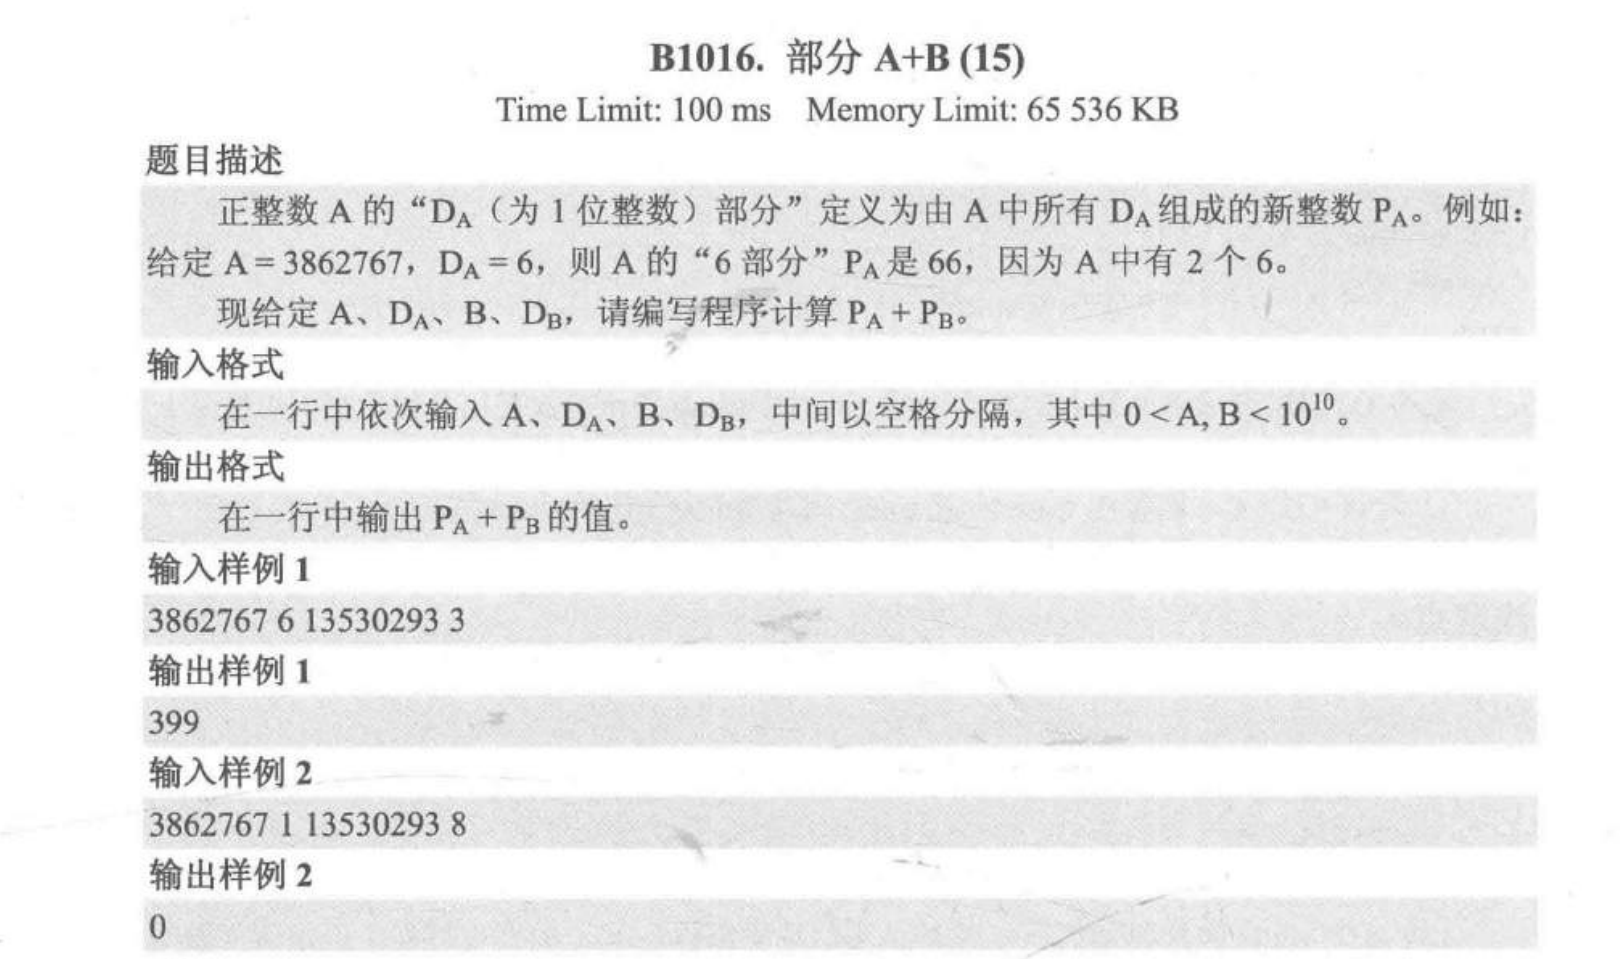 B1016. 部分 A+B (15)
Time Limit: 100 ms Memory Limit: 65 536 KB
题目描述
正整数 A 的“D_A（为 1 位整数）部分”定义为由 A 中所有 D_A 组成的新整数 P_A。例如：
给定 A = 3862767，D_A = 6，则 A 的“6 部分”P_A 是 66，因为 A 中有 2 个 6。
现给定 A、D_A、B、D_B，请编写程序计算 P_A + P_B。
输入格式
在一行中依次输入 A、D_A、B、D_B，中间以空格分隔，其中 0 < A, B < 10^10。
输出格式
在一行中输出 P_A + P_B 的值。
输入样例 1
3862767 6 13530293 3
输出样例 1
399
输入样例 2
3862767 1 13530293 8
输出样例 2
0